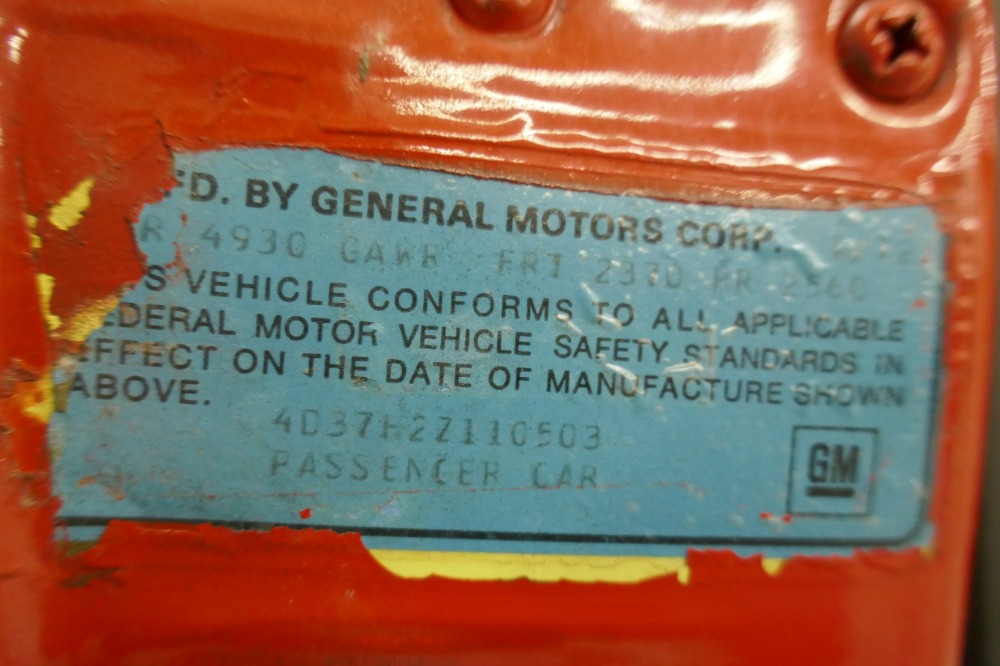 D. BY GENERAL MOTORS CORP.
R 4930 GAWR FRT 2370 RR 2560
S VEHICLE CONFORMS TO ALL APPLICABLE
EDERAL MOTOR VEHICLE SAFETY STANDARDS IN
EFFECT ON THE DATE OF MANUFACTURE SHOWN
ABOVE.
4D37H2Z110503
PASSENGER CAR
GM